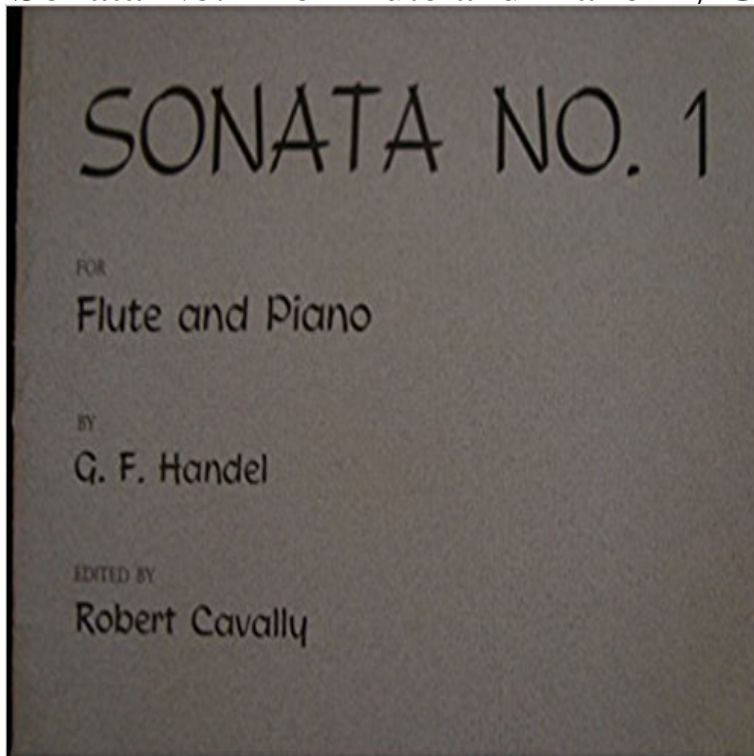 SONATA NO. 1
FOR
Flute and Piano
BY
G. F. Handel
EDITED BY
Robert Cavally